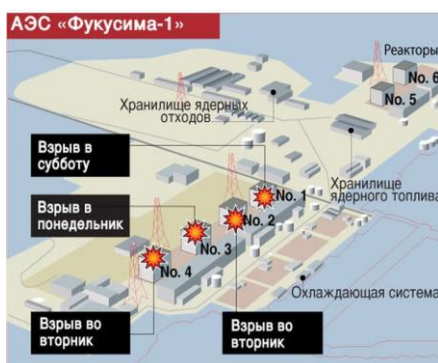 АЭС «Фукусима-1»
Реакторы
No. 6
No. 5
Хранилище ядерных
отходов
Взрыв в
субботу
Хранилище
ядерного топлива
No. 1
Взрыв в
понедельник
No. 2
No. 3
No. 4
Охлаждающая система
Взрыв во
вторник
Взрыв во
вторник